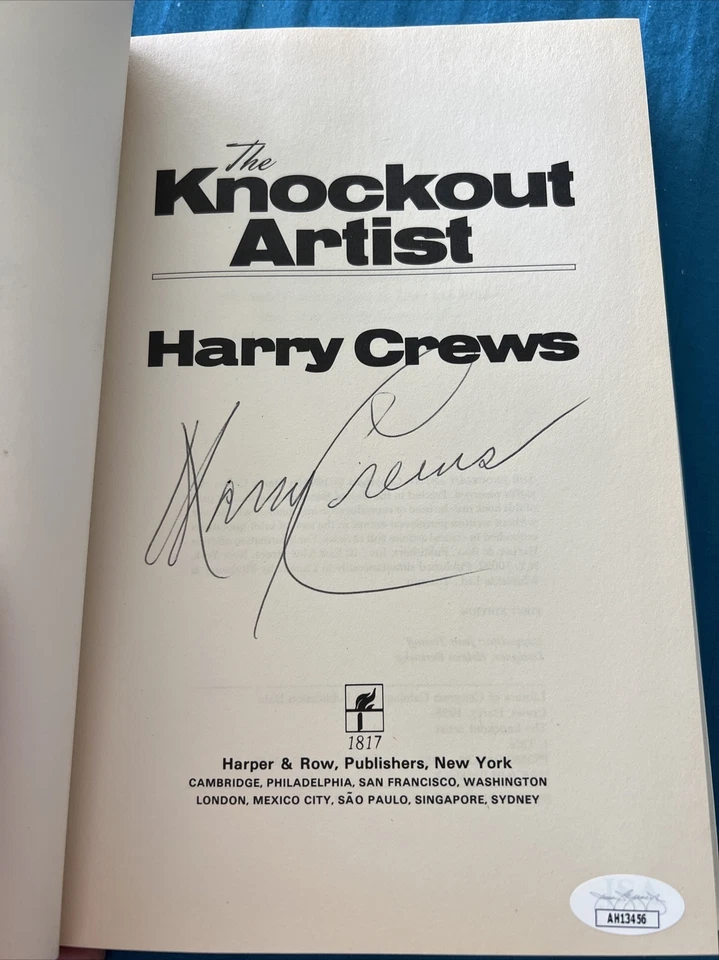 The
Knockout
Artist
Harry Crews
Harry Crews
1817
Harper & Row, Publishers, New York
CAMBRIDGE, PHILADELPHIA, SAN FRANCISCO, WASHINGTON
LONDON, MEXICO CITY, SÃO PAULO, SINGAPORE, SYDNEY
AH13456